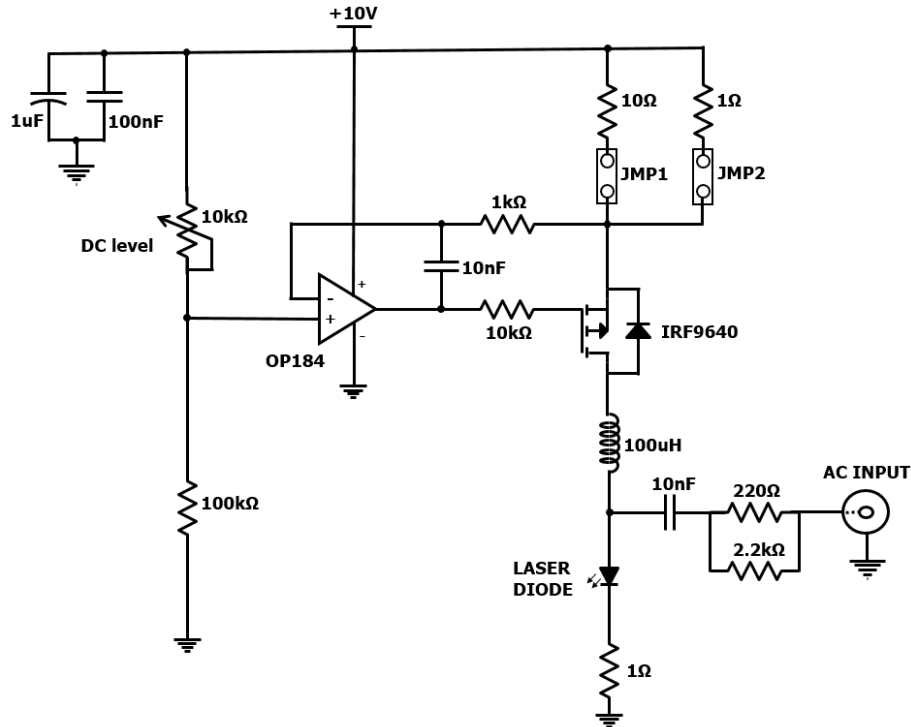 +10V
1uF
100nF
10Ω
1Ω
JMP1
JMP2
10kΩ
DC level
1kΩ
10nF
-
+
+
-
OP184
10kΩ
IRF9640
100uH
100kΩ
10nF
220Ω
AC INPUT
2.2kΩ
LASER
DIODE
1Ω